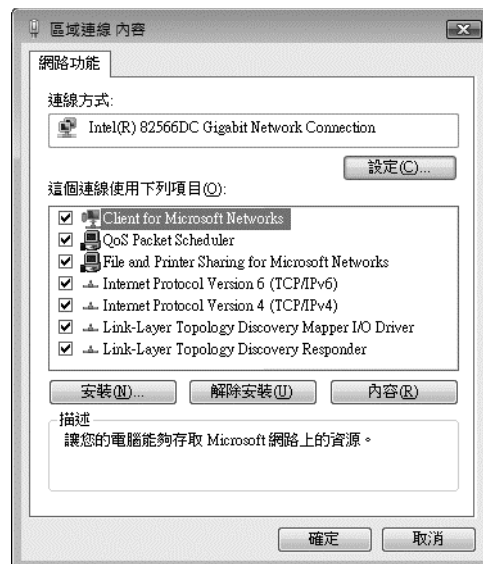 區域連線 內容
網路功能
連線方式:
Intel(R) 82566DC Gigabit Network Connection
設定(C)...
這個連線使用下列項目(O):
Client for Microsoft Networks
QoS Packet Scheduler
File and Printer Sharing for Microsoft Networks
Internet Protocol Version 6 (TCP/IPv6)
Internet Protocol Version 4 (TCP/IPv4)
Link-Layer Topology Discovery Mapper I/O Driver
Link-Layer Topology Discovery Responder
安裝(N)... 解除安裝(U) 內容(R)
描述
讓您的電腦能夠存取 Microsoft 網路上的資源。
確定 取消